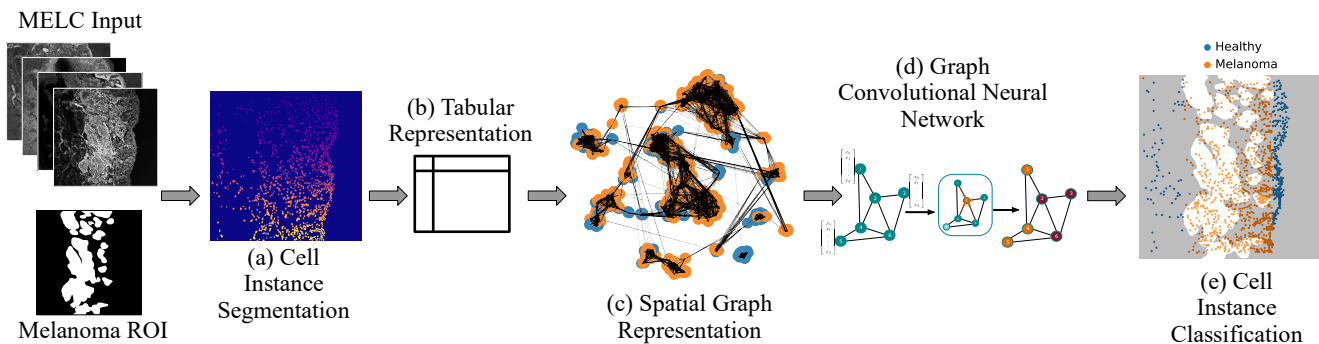 MELC Input
Melanoma ROI
(a) Cell
Instance
Segmentation
(b) Tabular
Representation
(c) Spatial Graph
Representation
(d) Graph
Convolutional Neural
Network
Healthy
Melanoma
(e) Cell
Instance
Classification